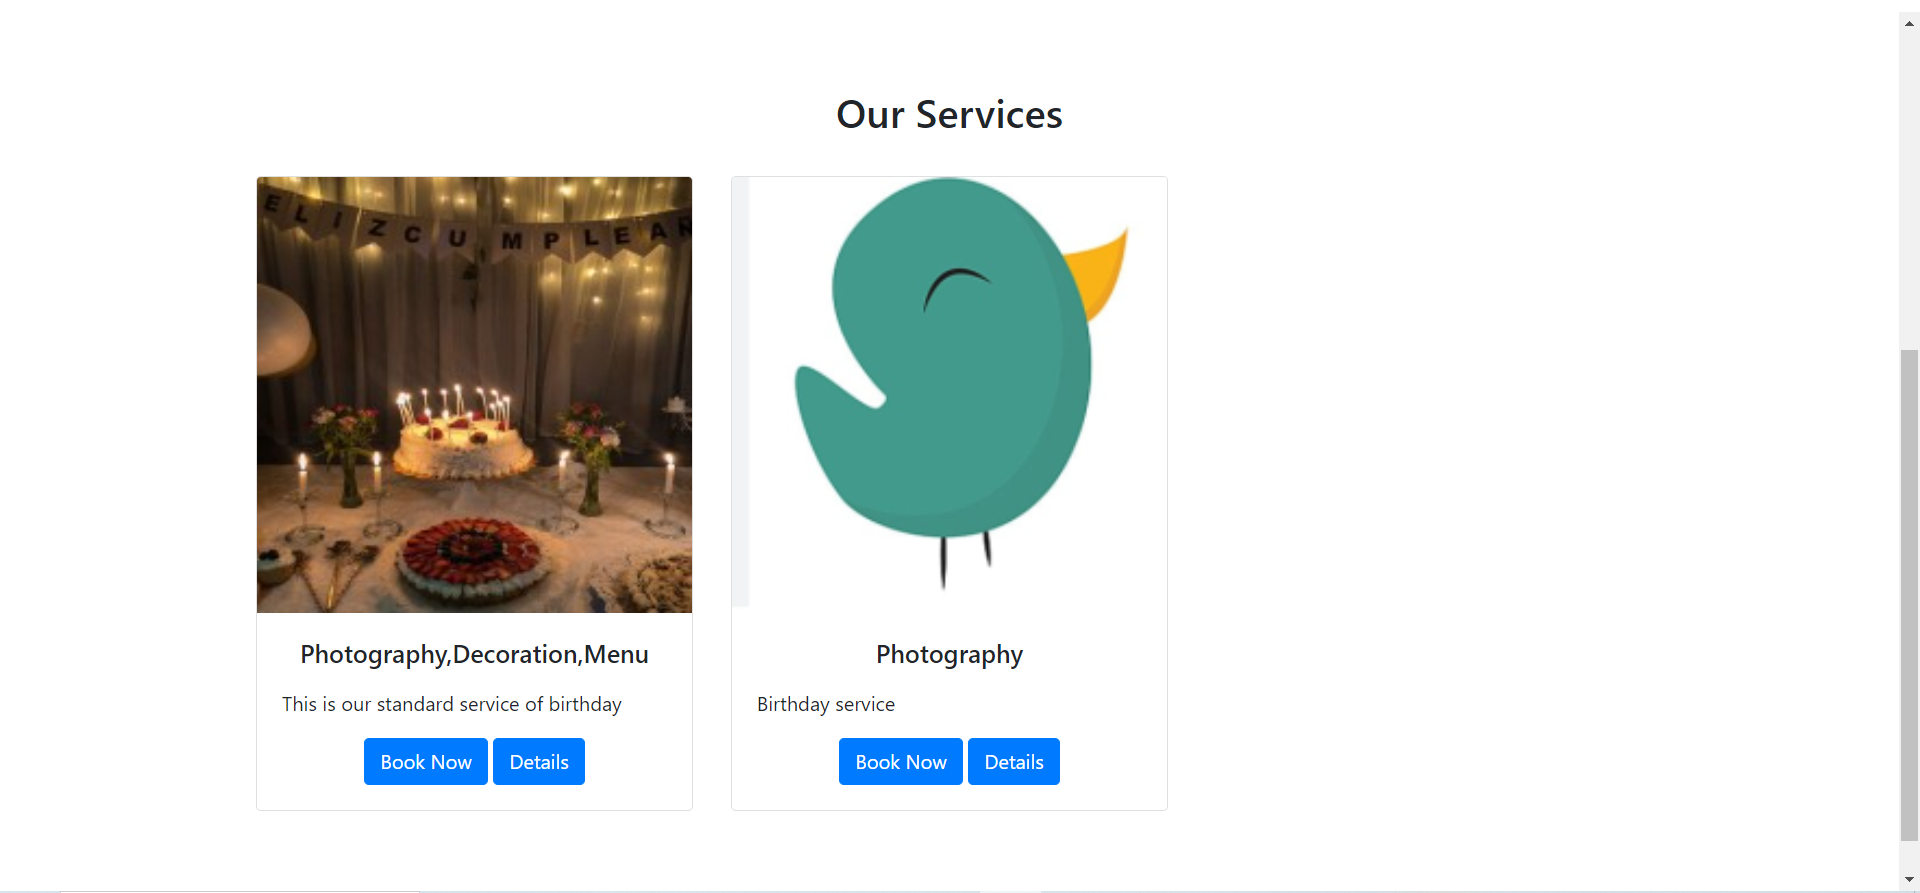 Our Services
ELIZCUMPLEAÑ
Photography,Decoration,Menu
This is our standard service of birthday
Book Now Details
Photography
Birthday service
Book Now Details